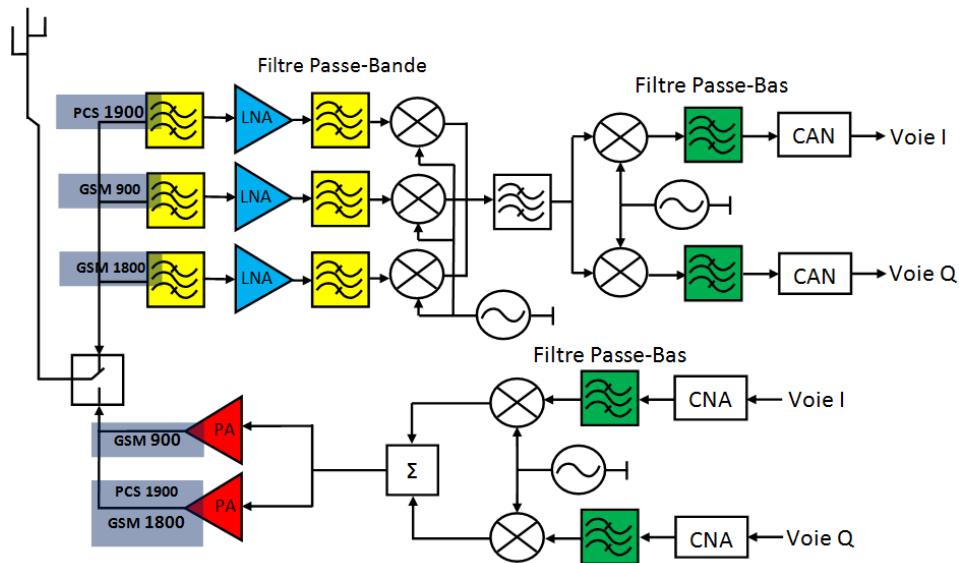 Filtre Passe-Bande
Filtre Passe-Bas
PCS 1900
LNA
CAN
Voie I
GSM 900
LNA
GSM 1800
LNA
CAN
Voie Q
Filtre Passe-Bas
CNA
Voie I
PA
GSM 900
Σ
PCS 1900
PA
GSM 1800
CNA
Voie Q